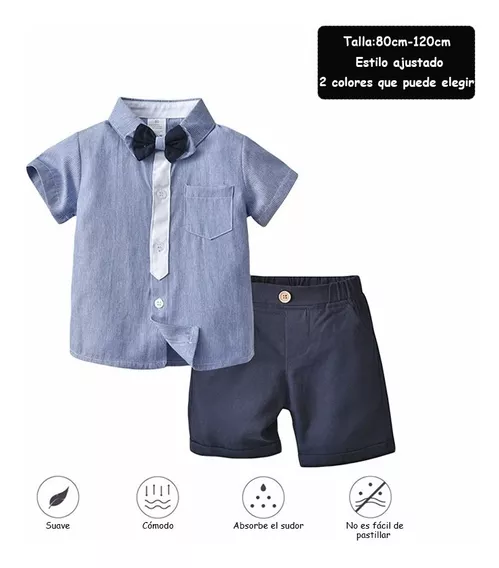 Talla:80cm-120cm
Estilo ajustado
2 colores que puede elegir
Suave
Cómodo
Absorbe el sudor
No es fácil de
pastillar